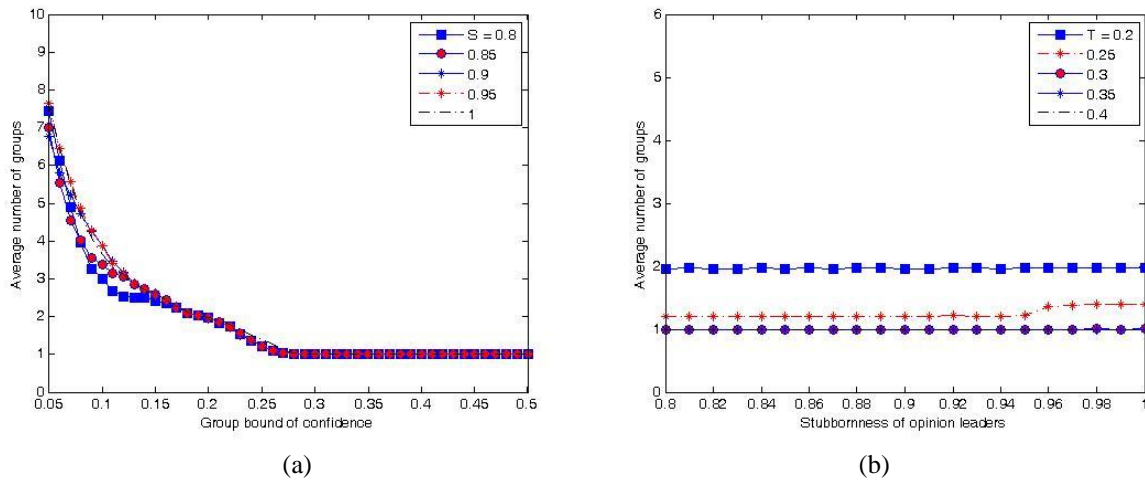 10
9
8
7
6
5
4
3
2
1
0
Average number of groups
S = 0.8
0.85
0.9
0.95
1
0.05 0.1 0.15 0.2 0.25 0.3 0.35 0.4 0.45 0.5
Group bound of confidence
(a)
6
5
4
3
2
1
0
Average number of groups
T = 0.2
0.25
0.3
0.35
0.4
0.8 0.82 0.84 0.86 0.88 0.9 0.92 0.94 0.96 0.98 1
Stubbornness of opinion leaders
(b)